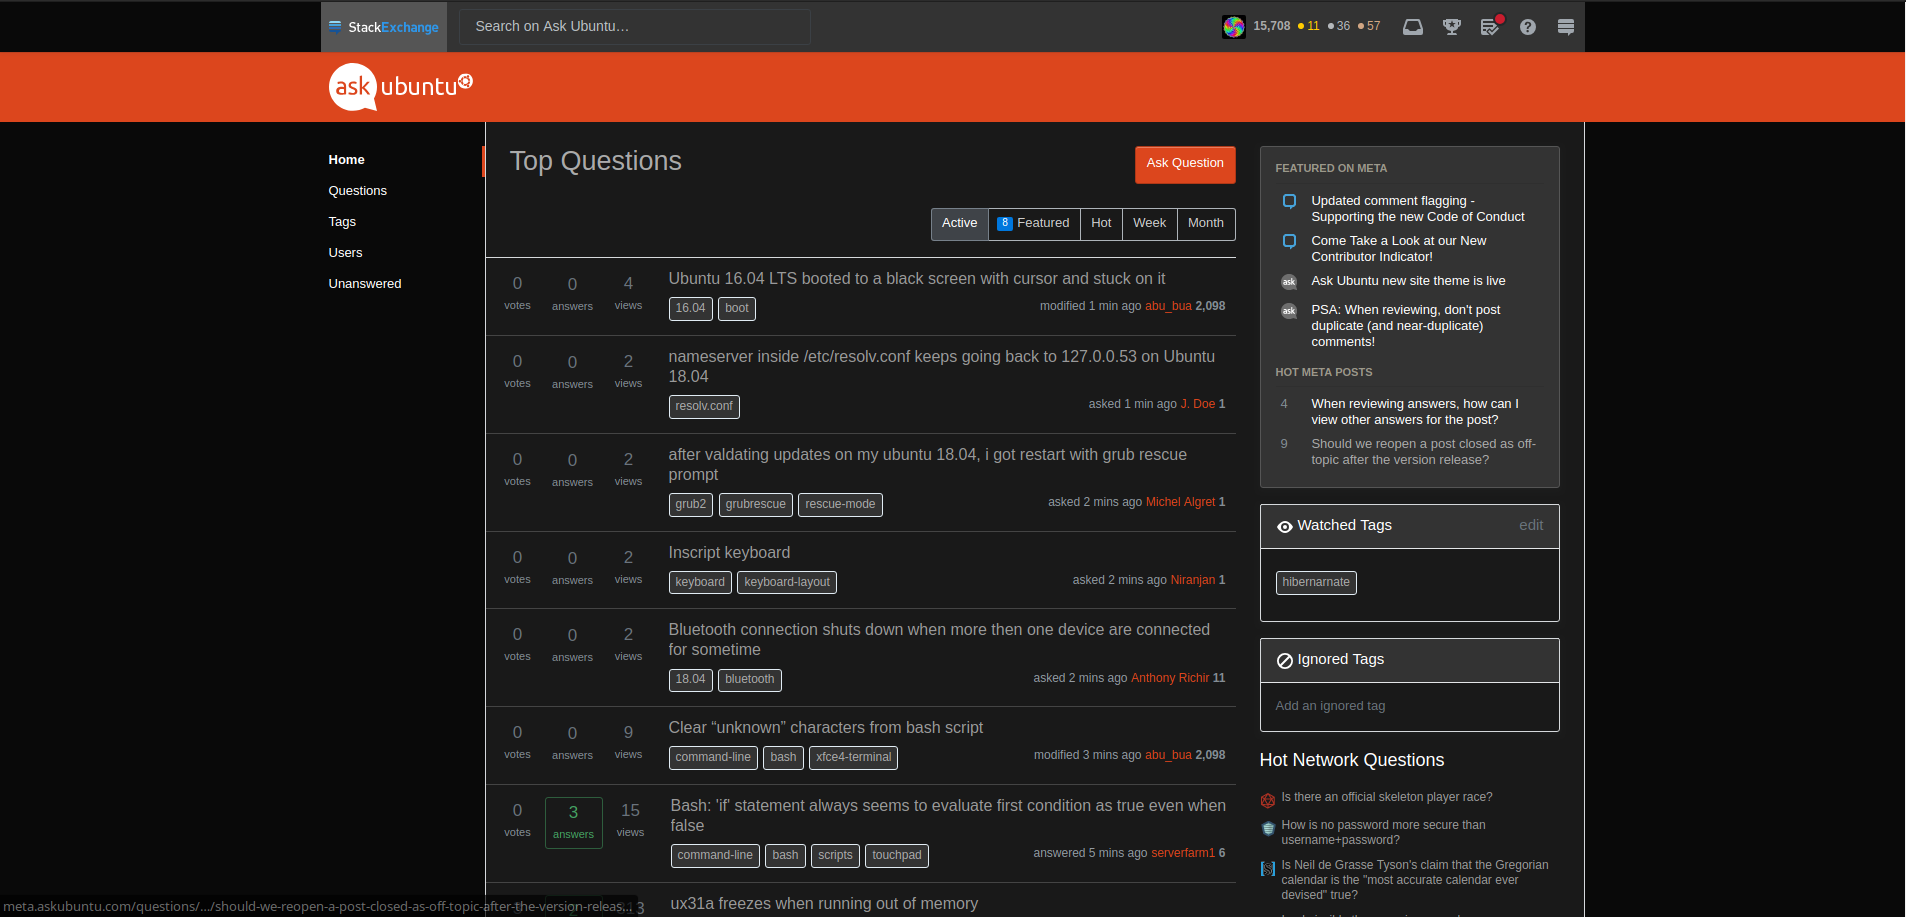 StackExchange
Search on Ask Ubuntu…
15,708 11 36 57
ask ubuntu
Home
Questions
Tags
Users
Unanswered
Top Questions
Ask Question
Active 8 Featured Hot Week Month
0 votes 0 answers 4 views
Ubuntu 16.04 LTS booted to a black screen with cursor and stuck on it
16.04 boot
modified 1 min ago abu_bua 2,098
0 votes 0 answers 2 views
nameserver inside /etc/resolv.conf keeps going back to 127.0.0.53 on Ubuntu
18.04
resolv.conf
asked 1 min ago J. Doe 1
0 votes 0 answers 2 views
after valdating updates on my ubuntu 18.04, i got restart with grub rescue
prompt
grub2 grubrescue rescue-mode
asked 2 mins ago Michel Algret 1
0 votes 0 answers 2 views
Inscript keyboard
keyboard keyboard-layout
asked 2 mins ago Niranjan 1
0 votes 0 answers 2 views
Bluetooth connection shuts down when more then one device are connected
for sometime
18.04 bluetooth
asked 2 mins ago Anthony Richir 11
0 votes 0 answers 9 views
Clear “unknown” characters from bash script
command-line bash xfce4-terminal
modified 3 mins ago abu_bua 2,098
0 votes 3 answers 15 views
Bash: 'if' statement always seems to evaluate first condition as true even when
false
command-line bash scripts touchpad
answered 5 mins ago serverfarm1 6
ux31a freezes when running out of memory
FEATURED ON META
Updated comment flagging -
Supporting the new Code of Conduct
Come Take a Look at our New
Contributor Indicator!
ask Ask Ubuntu new site theme is live
ask PSA: When reviewing, don't post
duplicate (and near-duplicate)
comments!
HOT META POSTS
4 When reviewing answers, how can I
view other answers for the post?
9 Should we reopen a post closed as off-
topic after the version release?
Watched Tags edit
hibernarnate
Ignored Tags
Add an ignored tag
Hot Network Questions
Is there an official skeleton player race?
How is no password more secure than
username+password?
Is Neil de Grasse Tyson's claim that the Gregorian
calendar is the "most accurate calendar ever
devised" true?
meta.askubuntu.com/questions/.../should-we-reopen-a-post-closed-as-off-topic-after-the-version-releas...